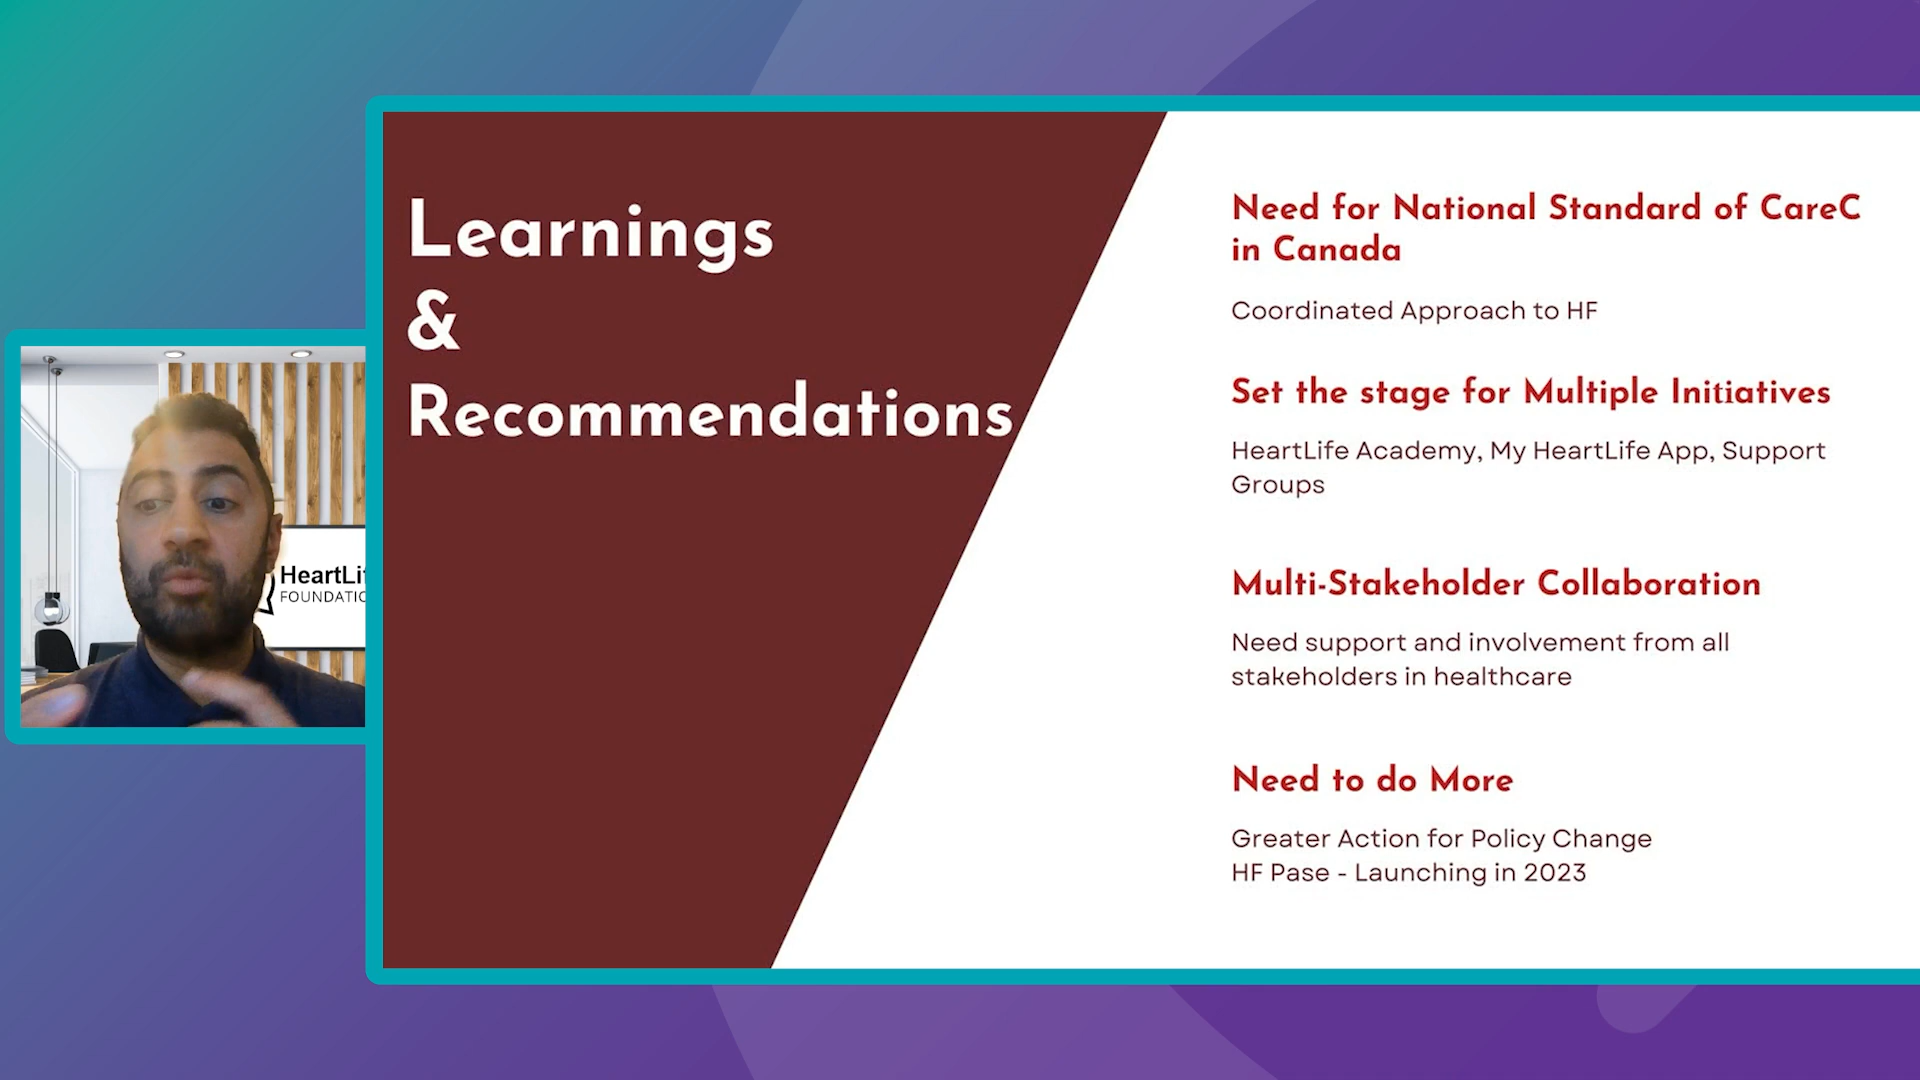 Learnings
&
Recommendations
Need for National Standard of CareC
in Canada
Coordinated Approach to HF
Set the stage for Multiple Initiatives
HeartLife Academy, My HeartLife App, Support
Groups
Multi-Stakeholder Collaboration
Need support and involvement from all
stakeholders in healthcare
Need to do More
Greater Action for Policy Change
HF Pase - Launching in 2023